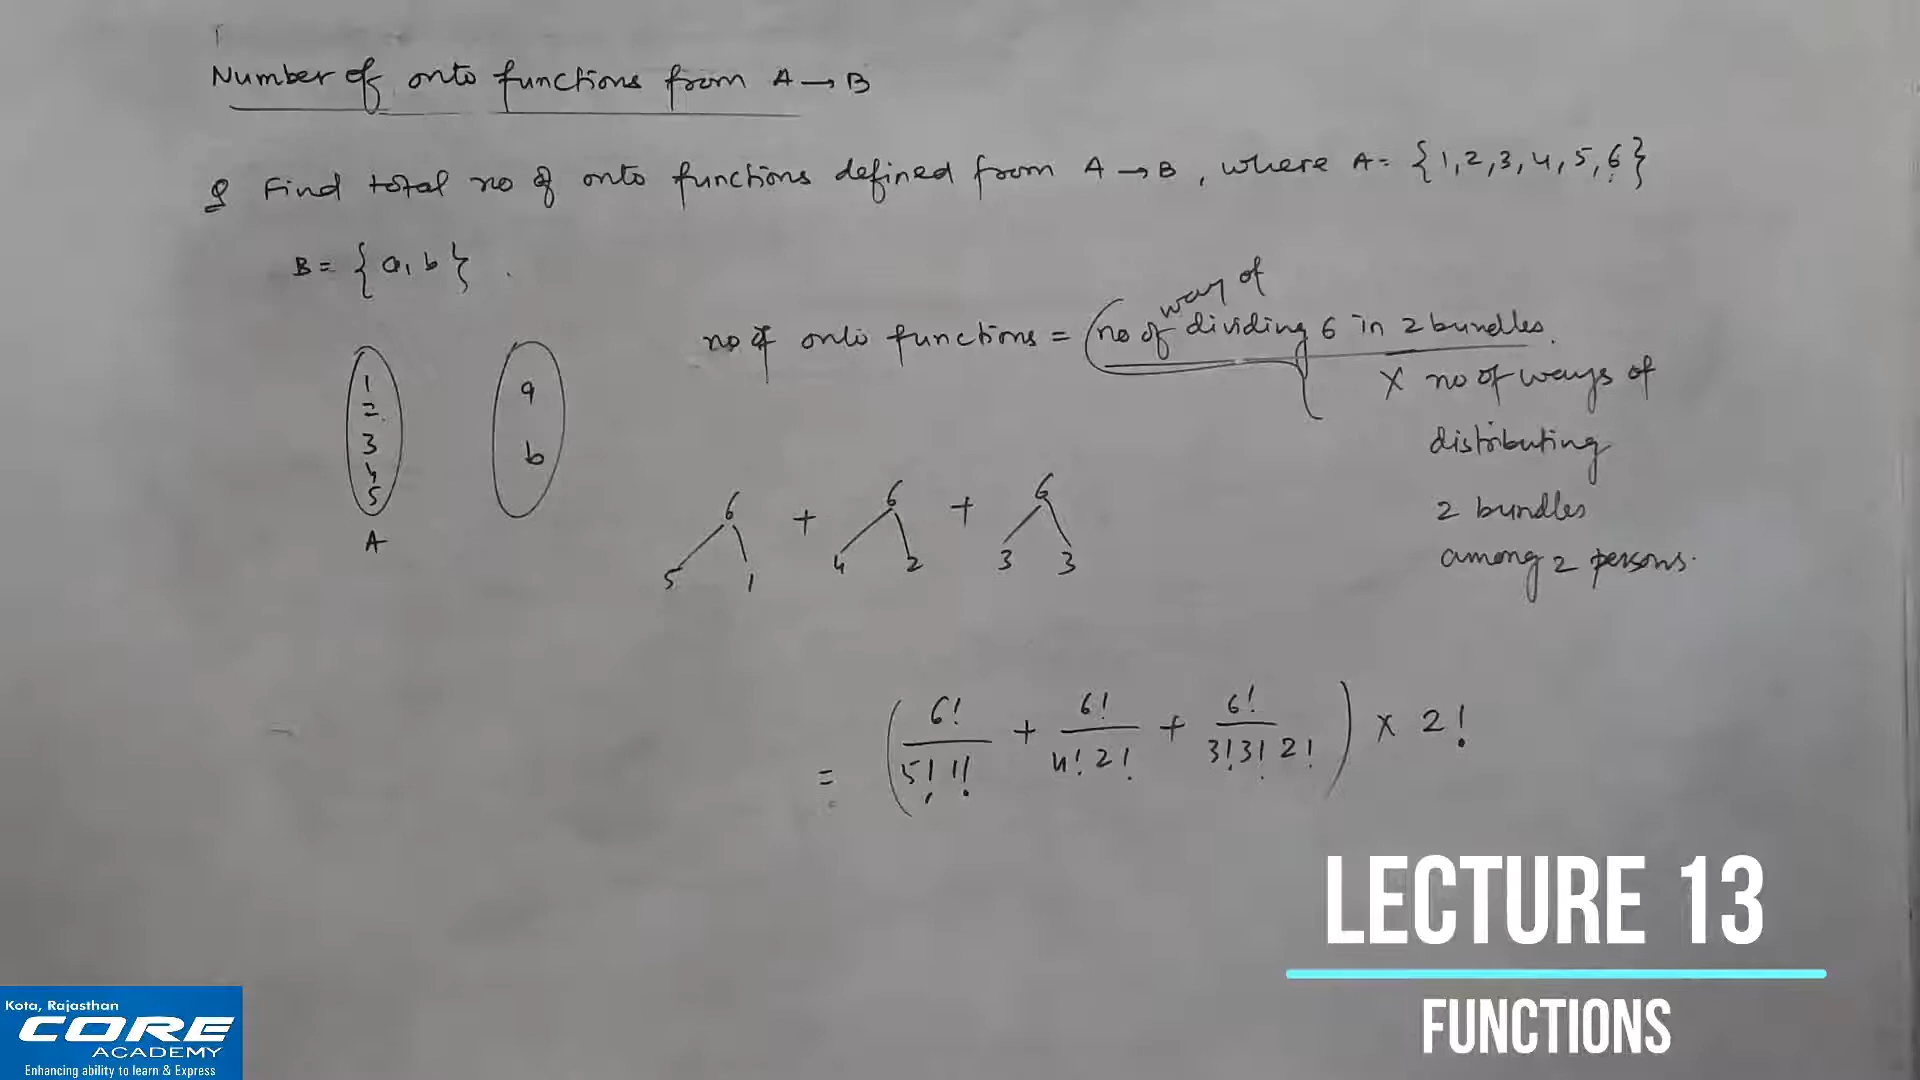 Number of onto functions from A → B
Q Find total no of onto functions defined from A → B , where A = {1,2,3,4,5,6}
B = {a, b} .
way of
no of onto functions = (no of dividing 6 in 2 bundles.
X no of ways of
distributing
2 bundles
among 2 persons.
1
2
3
4
5
A
a
b
6 + 6 + 6
5 1 4 2 3 3
= ( 6!/5! 1! + 6!/4! 2! + 6!/3! 3! 2! ) X 2!
LECTURE 13
FUNCTIONS
Kota, Rajasthan
CORE
ACADEMY
Enhancing ability to learn & Express